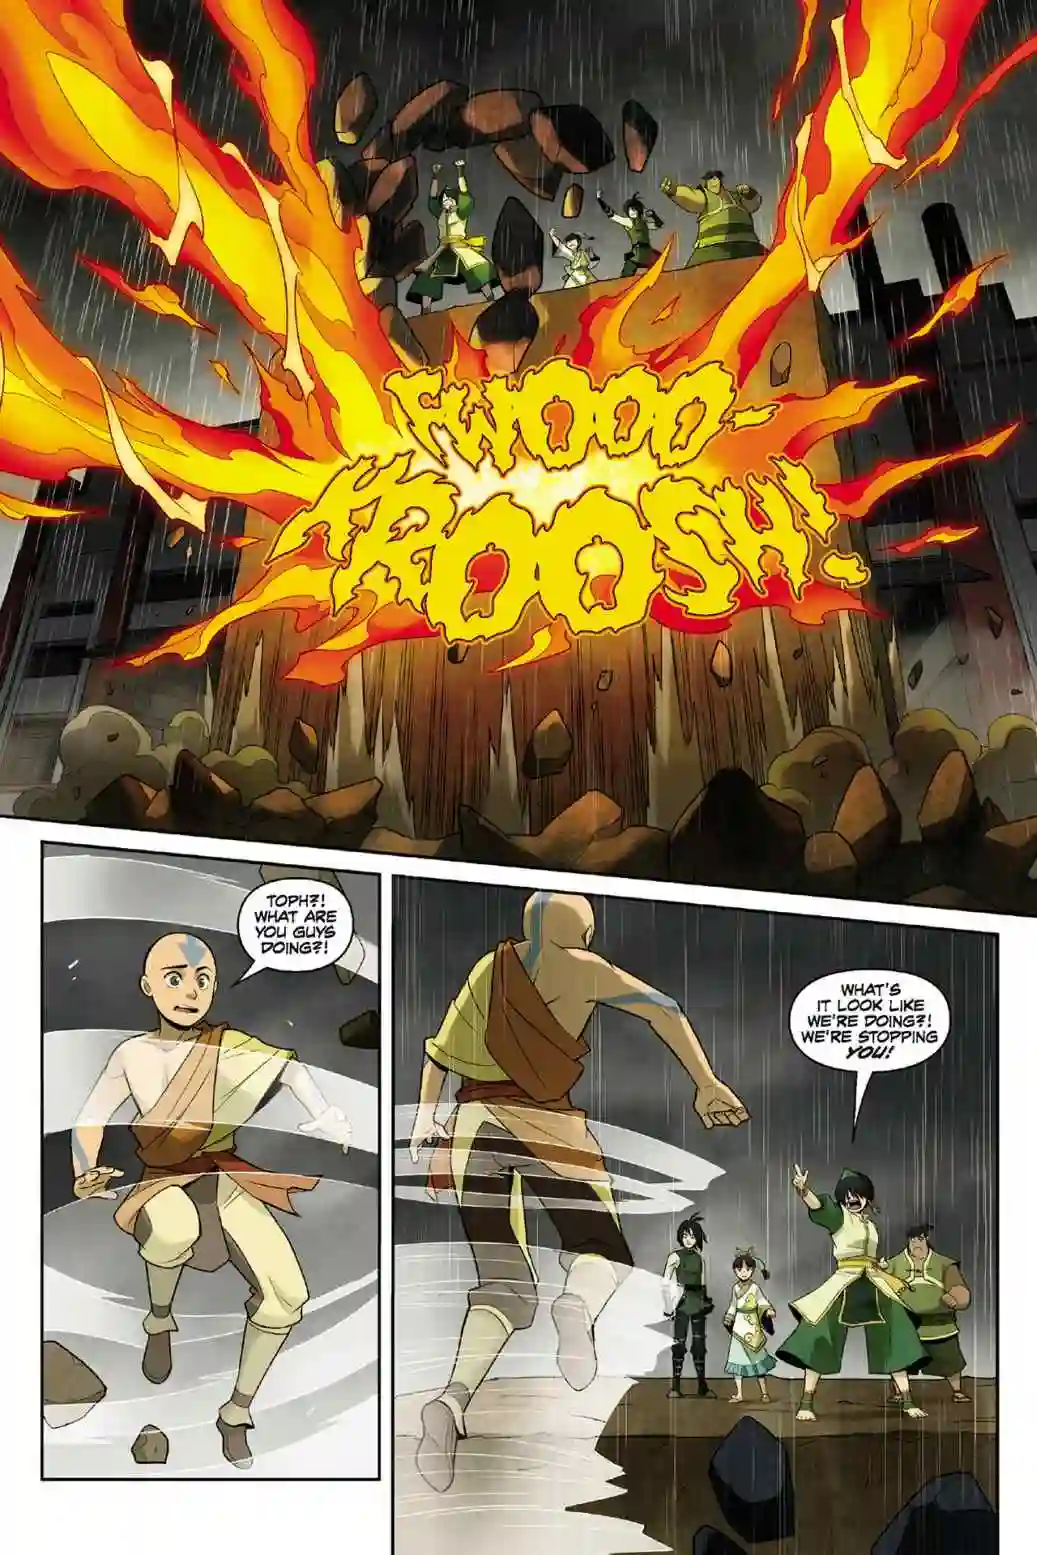 FWOOO-
KROOSH!
TOPH?!
WHAT ARE
YOU GUYS
DOING?!
WHAT'S
IT LOOK LIKE
WE'RE DOING?!
WE'RE STOPPING
YOU!